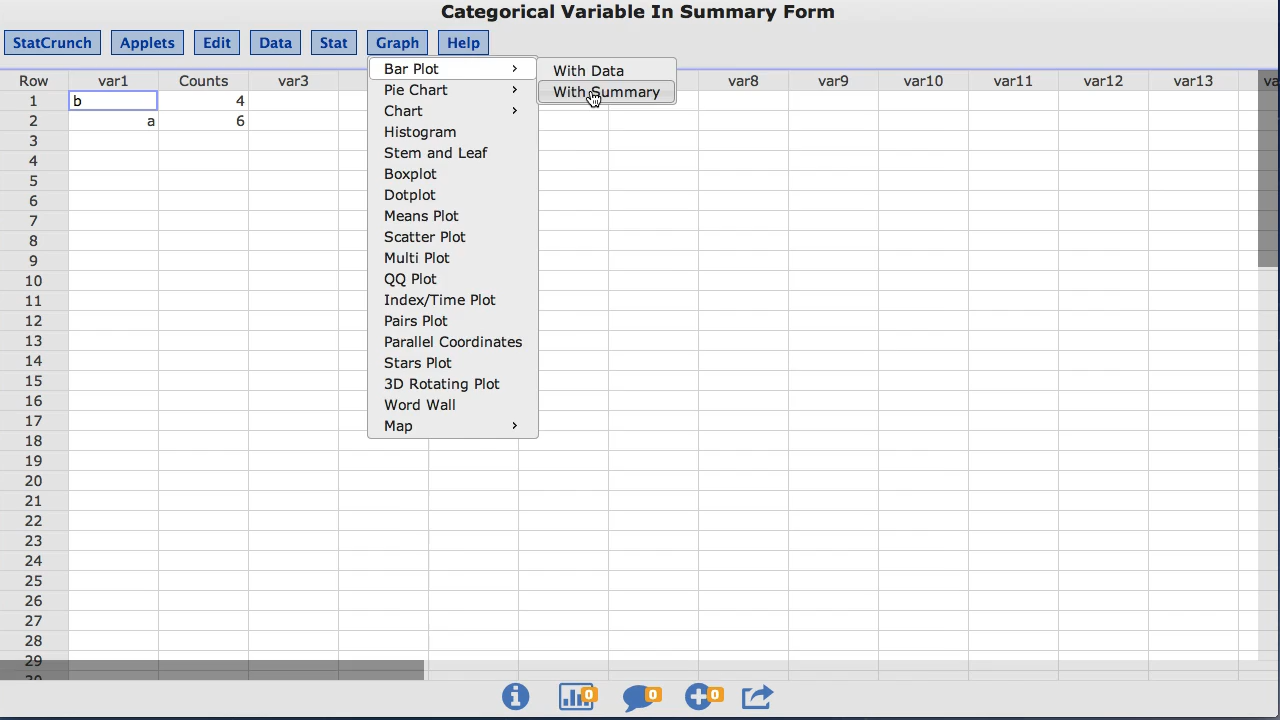 Categorical Variable In Summary Form
StatCrunch Applets Edit Data Stat Graph Help
Row var1 Counts var3 var8 var9 var10 var11 var12 var13 va
Bar Plot
Pie Chart
Chart
Histogram
Stem and Leaf
Boxplot
Dotplot
Means Plot
Scatter Plot
Multi Plot
QQ Plot
Index/Time Plot
Pairs Plot
Parallel Coordinates
Stars Plot
3D Rotating Plot
Word Wall
Map
With Data
With Summary
1 b 4
2 a 6
3
4
5
6
7
8
9
10
11
12
13
14
15
16
17
18
19
20
21
22
23
24
25
26
27
28
29
30
0 0 0